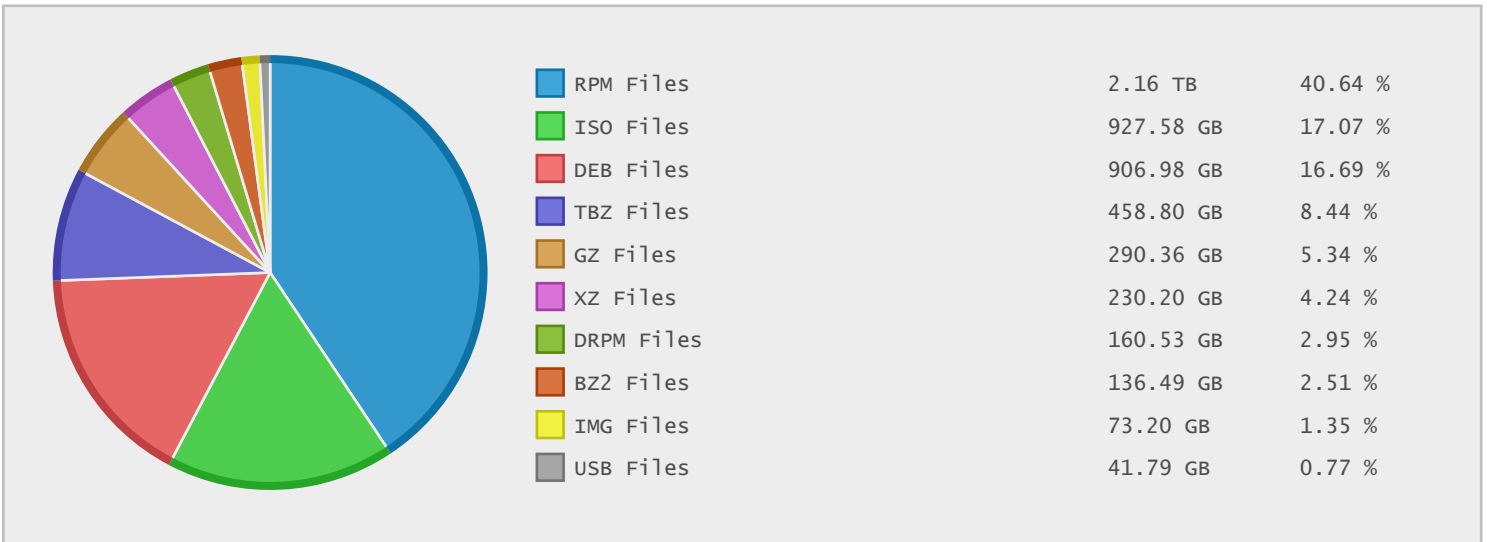 RPM Files 2.16 TB 40.64 %
ISO Files 927.58 GB 17.07 %
DEB Files 906.98 GB 16.69 %
TBZ Files 458.80 GB 8.44 %
GZ Files 290.36 GB 5.34 %
XZ Files 230.20 GB 4.24 %
DRPM Files 160.53 GB 2.95 %
BZ2 Files 136.49 GB 2.51 %
IMG Files 73.20 GB 1.35 %
USB Files 41.79 GB 0.77 %